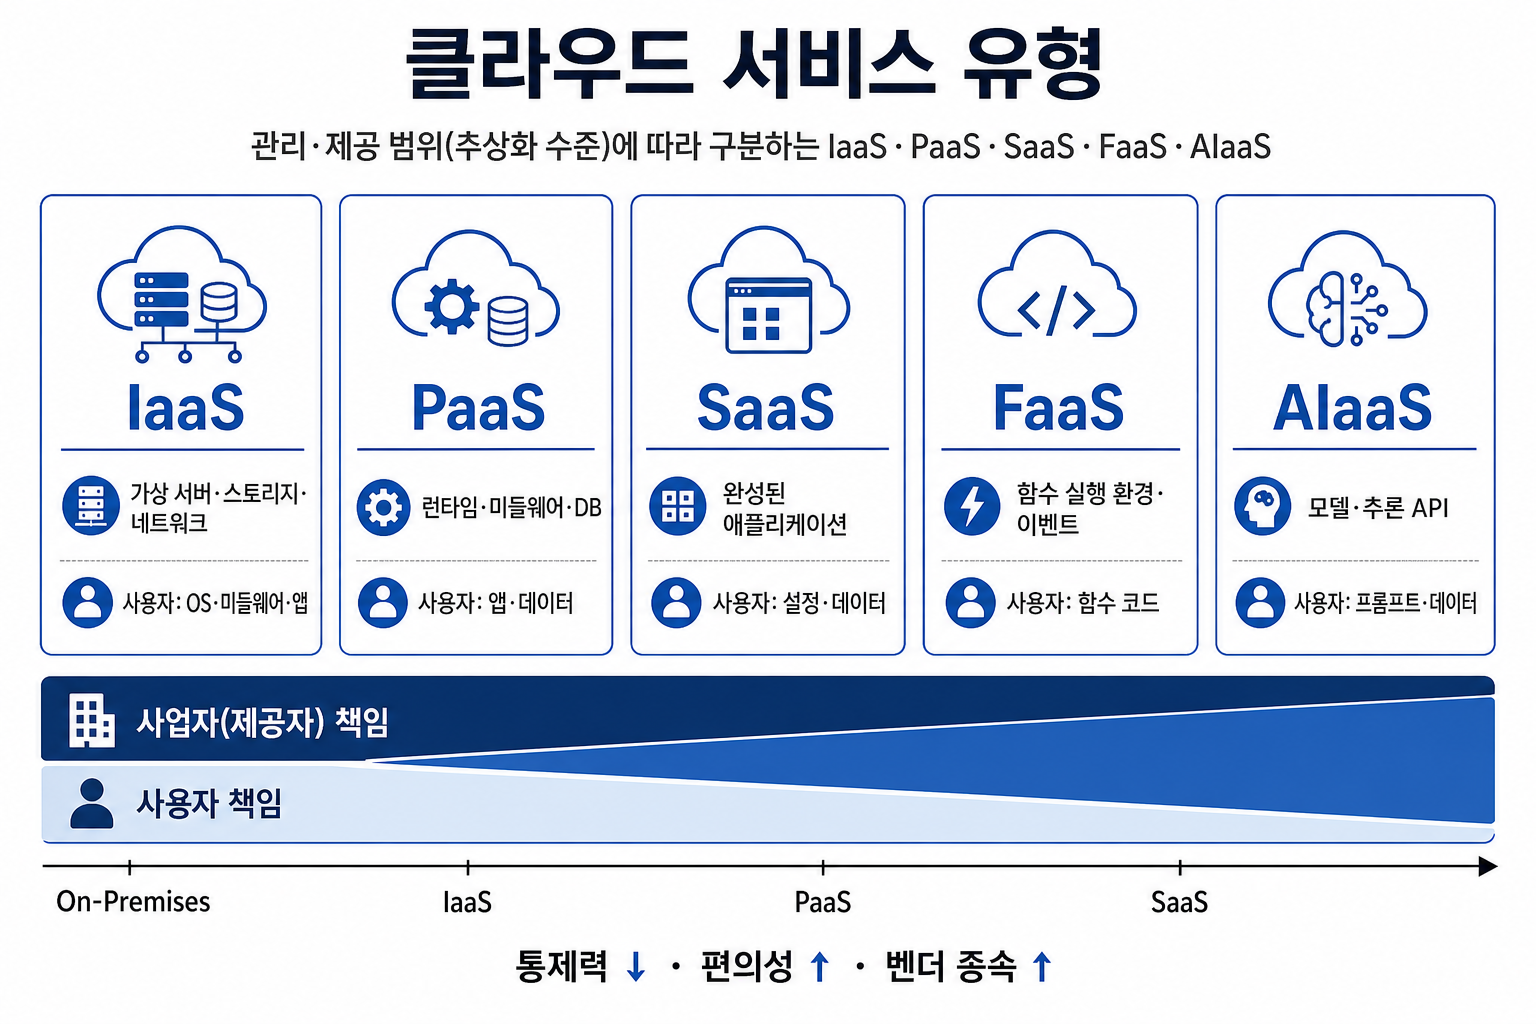 클라우드 서비스 유형
관리·제공 범위(추상화 수준)에 따라 구분하는 IaaS · PaaS · SaaS · FaaS · AIaaS
IaaS
가상 서버·스토리지·
네트워크
사용자: OS·미들웨어·앱
PaaS
런타임·미들웨어·DB
사용자: 앱·데이터
SaaS
완성된
애플리케이션
사용자: 설정·데이터
FaaS
함수 실행 환경·
이벤트
사용자: 함수 코드
AIaaS
모델·추론 API
사용자: 프롬프트·데이터
사업자(제공자) 책임
사용자 책임
On-Premises
IaaS
PaaS
SaaS
통제력 ↓ · 편의성 ↑ · 벤더 종속 ↑